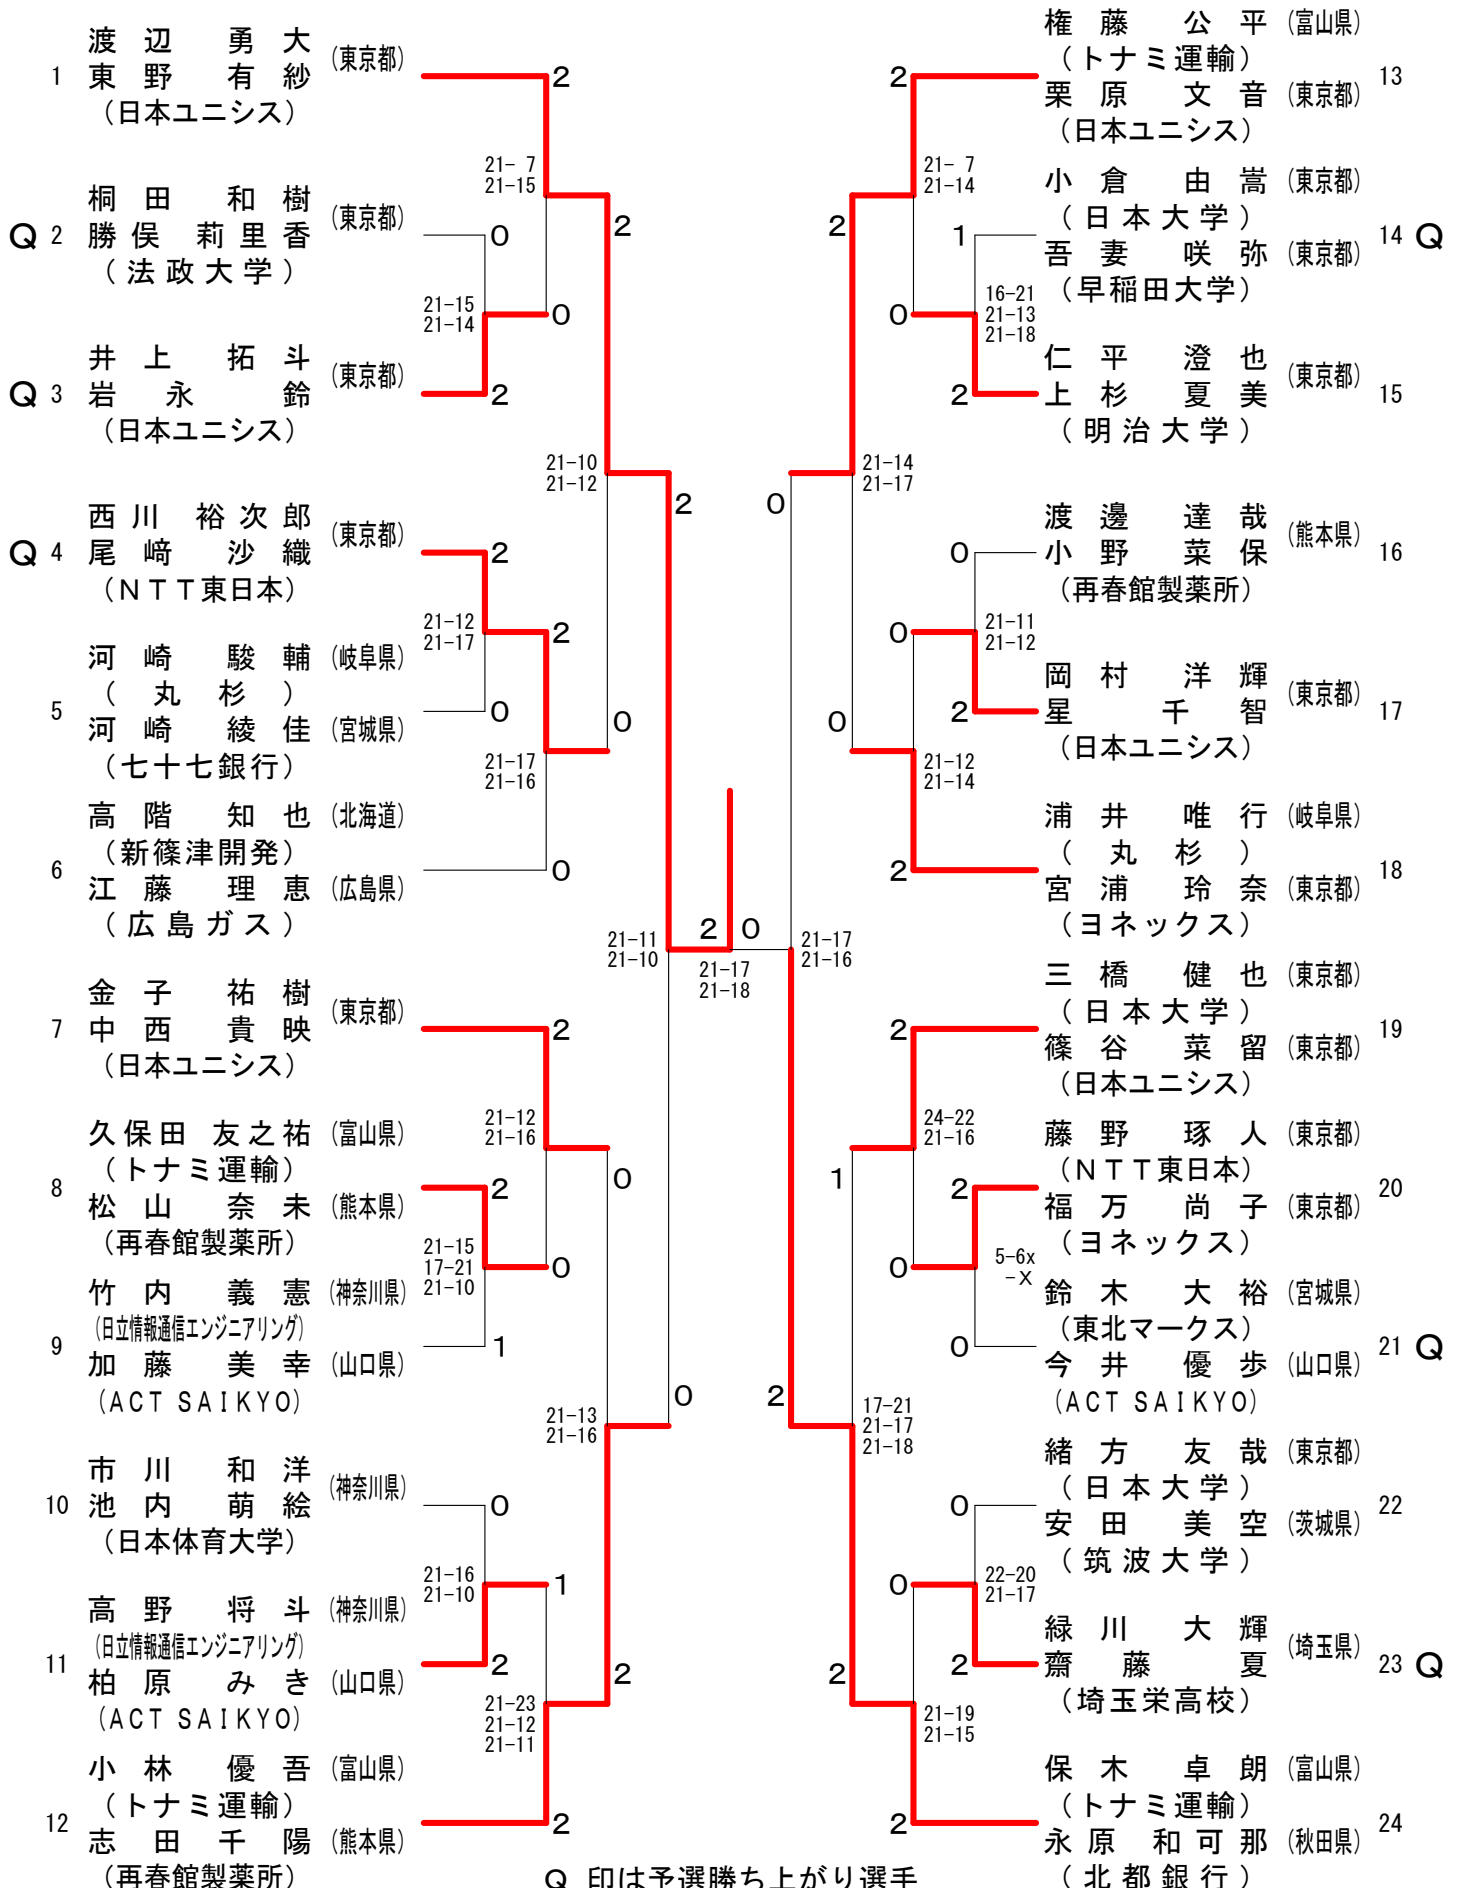 1
渡辺 勇大 (東京都)
東野 有紗
(日本ユニシス)
2
21- 7
21-15
Q 2
桐田 和樹 (東京都)
勝俣 莉里香
(法政大学)
0
2
21-15
21-14
0
Q 3
井上 拓斗 (東京都)
岩永 鈴
(日本ユニシス)
2
21-10
21-12
2
Q 4
西川 裕次郎 (東京都)
尾﨑 沙織
(NTT東日本)
2
21-12
21-17
2
5
河崎 駿輔 (岐阜県)
(丸杉)
河崎 綾佳 (宮城県)
(七十七銀行)
0
0
21-17
21-16
6
高階 知也 (北海道)
(新篠津開発)
江藤 理恵 (広島県)
(広島ガス)
0
21-11
21-10
2 0
21-17
21-18
7
金子 祐樹 (東京都)
中西 貴映
(日本ユニシス)
2
21-12
21-16
8
久保田 友之祐 (富山県)
(トナミ運輸)
松山 奈未 (熊本県)
(再春館製薬所)
2
0
21-15
17-21
21-10
0
9
竹内 義憲 (神奈川県)
(日立情報通信エンジニアリング)
加藤 美幸 (山口県)
(ACT SAIKYO)
1
0
21-13
21-16
10
市川 和洋 (神奈川県)
池内 萌絵
(日本体育大学)
0
21-16
21-10
1
11
高野 将斗 (神奈川県)
(日立情報通信エンジニアリング)
柏原 みき (山口県)
(ACT SAIKYO)
2
2
21-23
21-12
21-11
12
小林 優吾 (富山県)
(トナミ運輸)
志田 千陽 (熊本県)
(再春館製薬所)
2
13
権藤 公平 (富山県)
(トナミ運輸)
栗原 文音 (東京都)
(日本ユニシス)
2
21- 7
21-14
14 Q
小倉 由嵩 (東京都)
(日本大学)
吾妻 咲弥 (東京都)
(早稲田大学)
1
2
16-21
21-13
21-18
0
15
仁平 澄也 (東京都)
上杉 夏美
(明治大学)
2
21-14
21-17
0
16
渡邊 達哉 (熊本県)
小野 菜保
(再春館製薬所)
0
21-11
21-12
0
17
岡村 洋輝 (東京都)
星 千智
(日本ユニシス)
2
0
21-12
21-14
18
浦井 唯行 (岐阜県)
(丸杉)
宮浦 玲奈 (東京都)
(ヨネックス)
2
21-17
21-16
19
三橋 健也 (東京都)
(日本大学)
篠谷 菜留 (東京都)
(日本ユニシス)
2
24-22
21-16
20
藤野 琢人 (東京都)
(NTT東日本)
福万 尚子 (東京都)
(ヨネックス)
2
1
5-6x
-X
0
21 Q
鈴木 大裕 (宮城県)
(東北マークス)
今井 優歩 (山口県)
(ACT SAIKYO)
0
2
17-21
21-17
21-18
22
緒方 友哉 (東京都)
(日本大学)
安田 美空 (茨城県)
(筑波大学)
0
22-20
21-17
0
23 Q
緑川 大輝 (埼玉県)
齋藤 夏
(埼玉栄高校)
2
2
21-19
21-15
24
保木 卓朗 (富山県)
(トナミ運輸)
永原 和可那 (秋田県)
(北都銀行)
2
Q 印は予選勝ち上がり選手